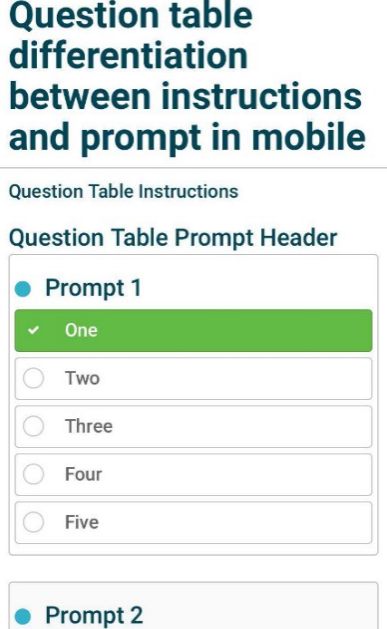 Question table
differentiation
between instructions
and prompt in mobile
Question Table Instructions
Question Table Prompt Header
Prompt 1
One
Two
Three
Four
Five
Prompt 2